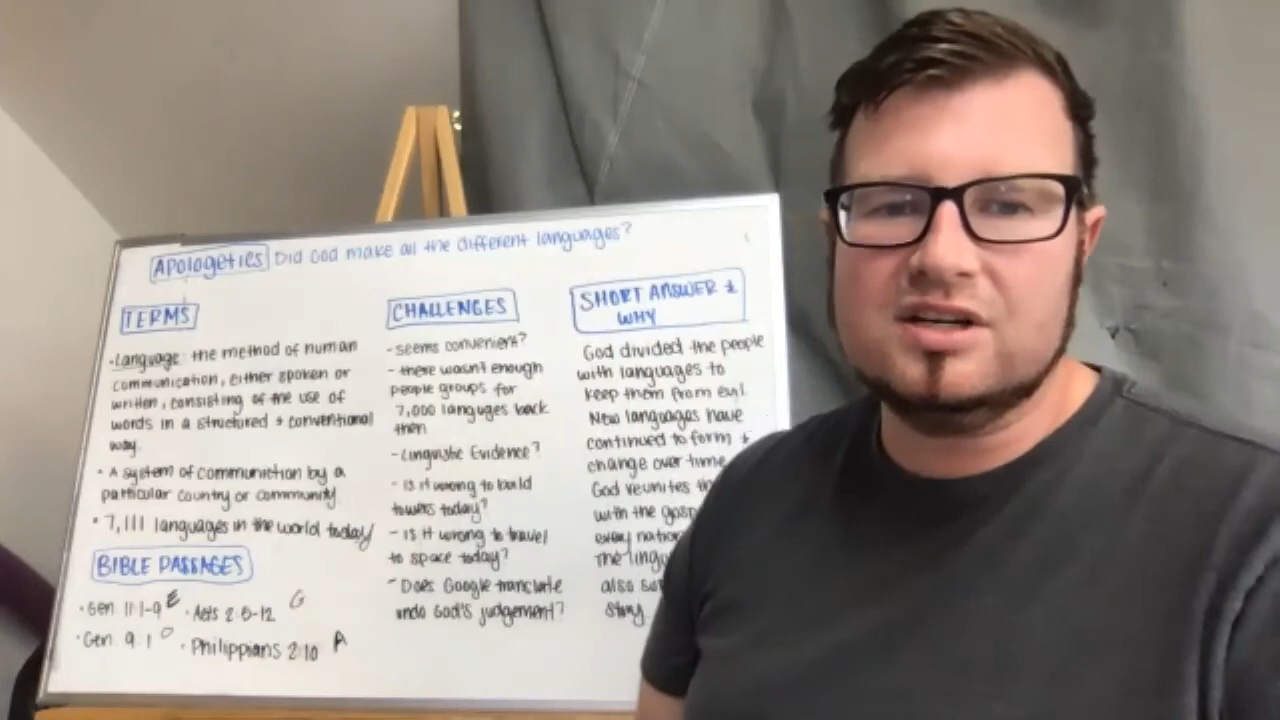 APOLOGETICS Did God make all the different languages?
TERMS
• Language: the method of human
communication, either spoken or
written, consisting of the use of
words in a structured + conventional
way.
• A system of communiction by a
particular country or community
• 7,111 languages in the world today
BIBLE PASSAGES
• Gen. 11:1-9 E • Acts 2:5-12 G
• Gen. 9:1 O • Philippians 2:10 A
CHALLENGES
- seems convenient?
- there wasn't enough
people groups for
7,000 languges back
then
- Linguistic Evidence?
- is it wrong to build
towers today?
- Is it wrong to travel
to space today?
- Does Google translate
undo God's judgement?
SHORT ANSWER &
WHY
God divided the people
with languages to
keep them from evil.
New languages have
continued to form &
change over time
God reunites
with the
every
The
also
story.